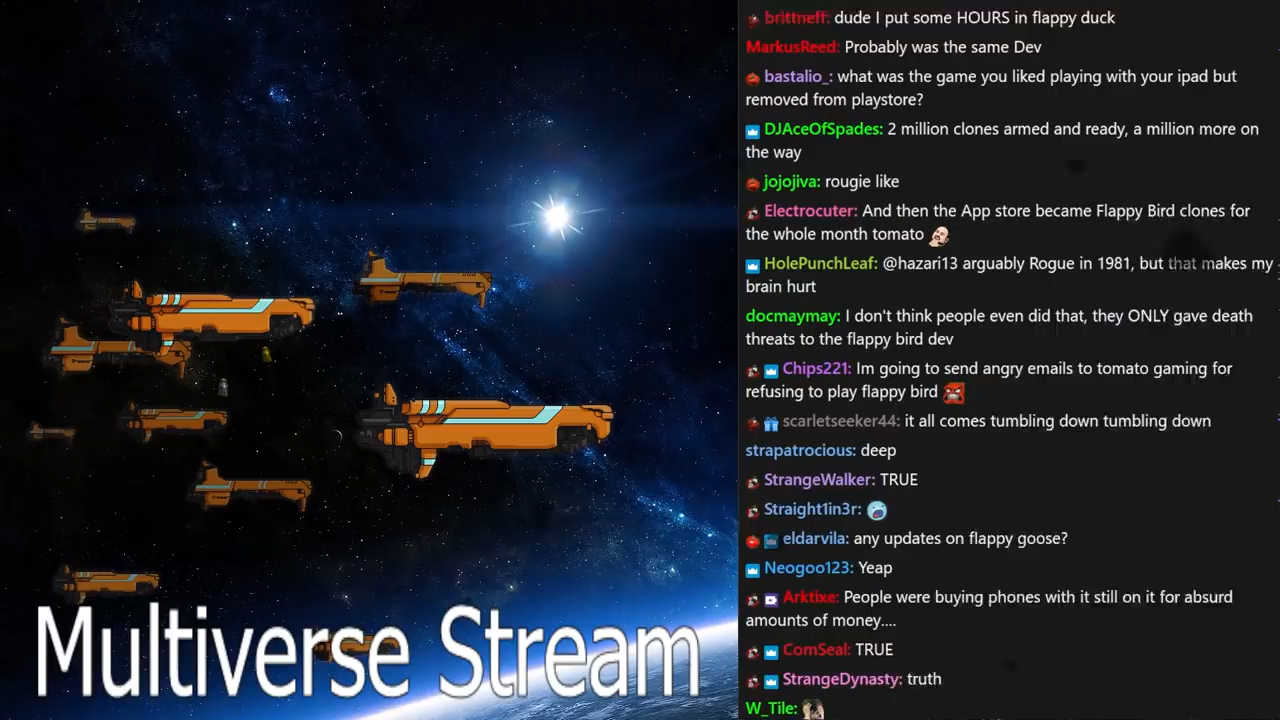 brittneff: dude I put some HOURS in flappy duck
MarkusReed: Probably was the same Dev
bastalio_: what was the game you liked playing with your ipad but
removed from playstore?
DJAceOfSpades: 2 million clones armed and ready, a million more on
the way
jojojiva: rougie like
Electrocuter: And then the App store became Flappy Bird clones for
the whole month tomato
HolePunchLeaf: @hazari13 arguably Rogue in 1981, but that makes my
brain hurt
docmaymay: I don't think people even did that, they ONLY gave death
threats to the flappy bird dev
Chips221: Im going to send angry emails to tomato gaming for
refusing to play flappy bird
scarletseeker44: it all comes tumbling down tumbling down
strapatrocious: deep
StrangeWalker: TRUE
Straight1in3r:
eldarvila: any updates on flappy goose?
Neogoo123: Yeap
Arktixe: People were buying phones with it still on it for absurd
amounts of money....
ComSeal: TRUE
StrangeDynasty: truth
W_Tile:
Multiverse Stream